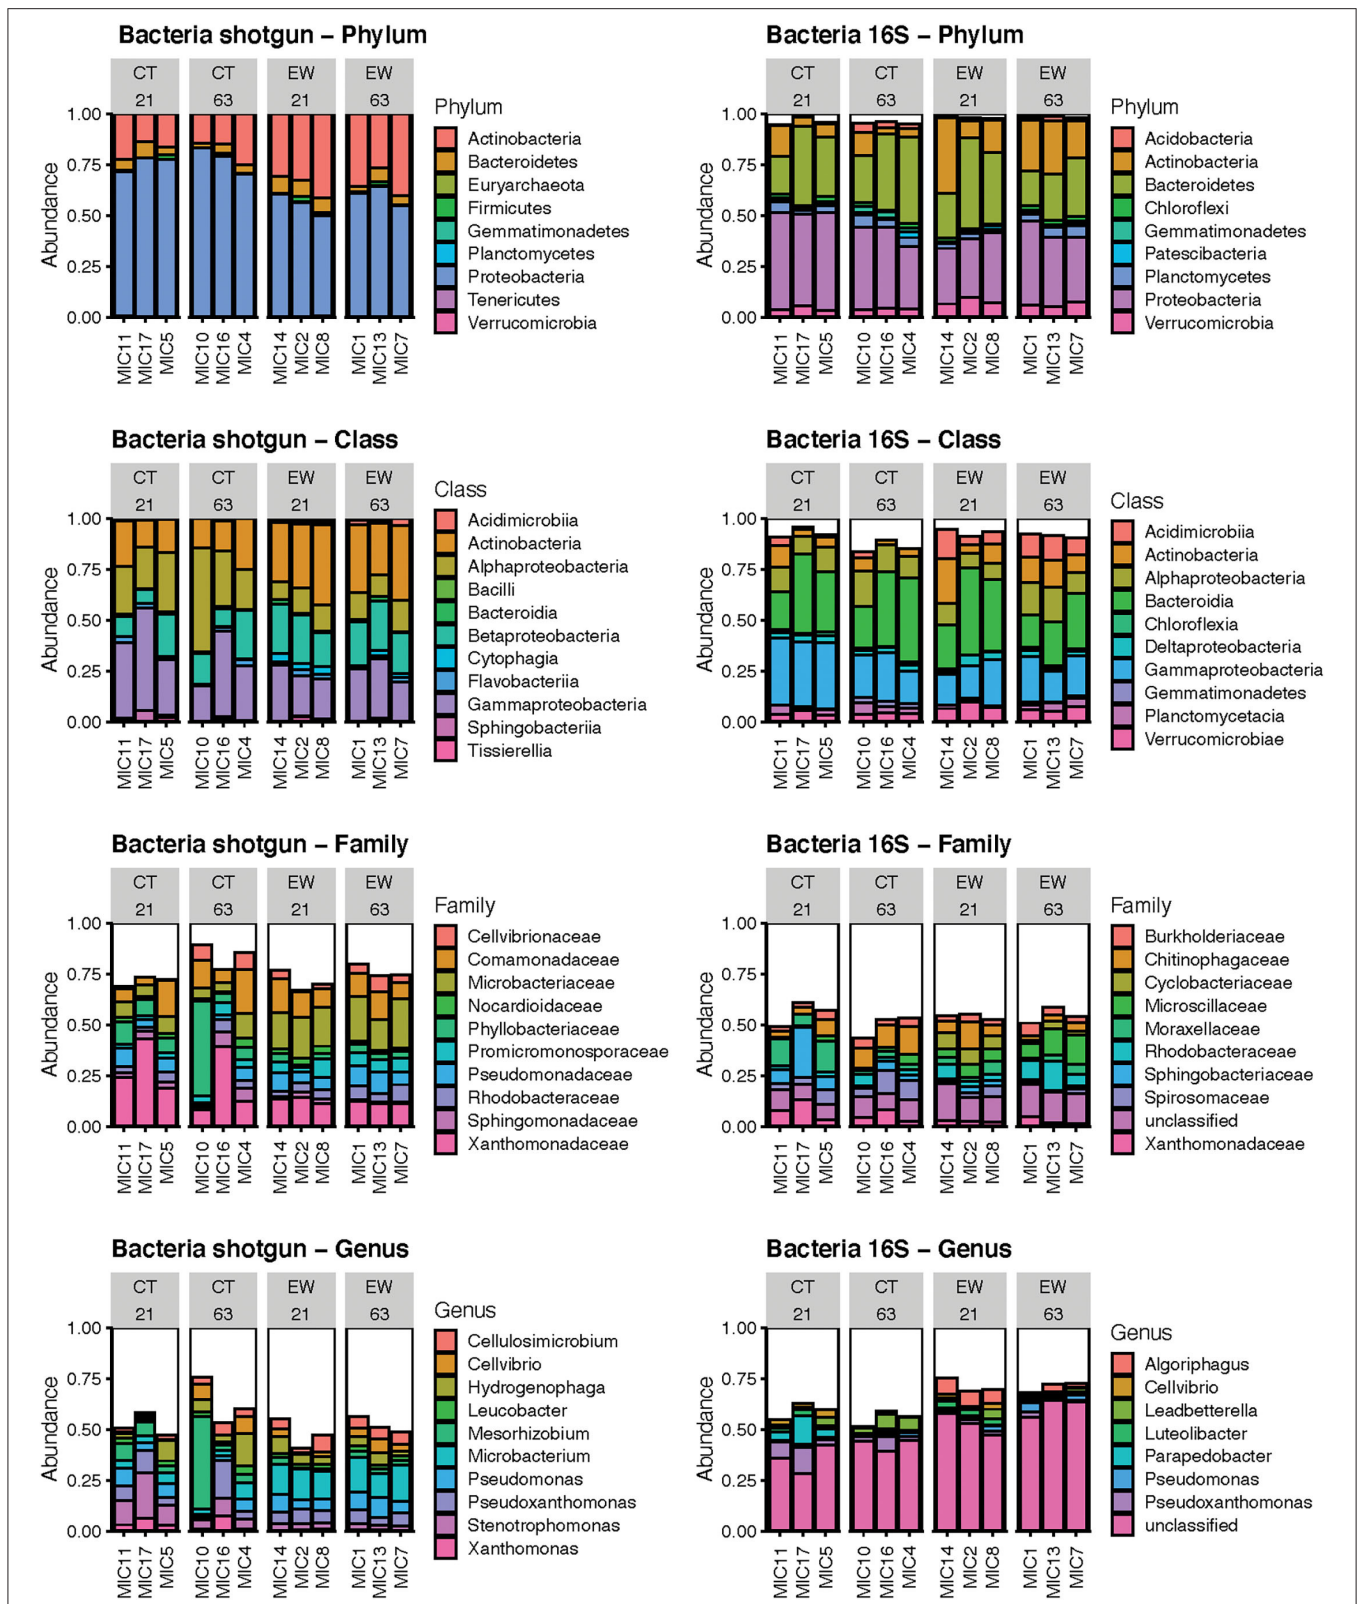 Bacteria shotgun – Phylum
CT CT EW EW
21 63 21 63
Phylum
Abundance
1.00
0.75
0.50
0.25
0.00
Actinobacteria
Bacteroidetes
Euryarchaeota
Firmicutes
Gemmatimonadetes
Planctomycetes
Proteobacteria
Tenericutes
Verrucomicrobia
MIC11 MIC17 MIC5 MIC10 MIC16 MIC4 MIC14 MIC2 MIC8 MIC1 MIC13 MIC7
Bacteria 16S – Phylum
CT CT EW EW
21 63 21 63
Phylum
Abundance
1.00
0.75
0.50
0.25
0.00
Acidobacteria
Actinobacteria
Bacteroidetes
Chloroflexi
Gemmatimonadetes
Patescibacteria
Planctomycetes
Proteobacteria
Verrucomicrobia
MIC11 MIC17 MIC5 MIC10 MIC16 MIC4 MIC14 MIC2 MIC8 MIC1 MIC13 MIC7
Bacteria shotgun – Class
CT CT EW EW
21 63 21 63
Class
Abundance
1.00
0.75
0.50
0.25
0.00
Acidimicrobiia
Actinobacteria
Alphaproteobacteria
Bacilli
Bacteroidia
Betaproteobacteria
Cytophagia
Flavobacteriia
Gammaproteobacteria
Sphingobacteriia
Tissierellia
MIC11 MIC17 MIC5 MIC10 MIC16 MIC4 MIC14 MIC2 MIC8 MIC1 MIC13 MIC7
Bacteria 16S – Class
CT CT EW EW
21 63 21 63
Class
Abundance
1.00
0.75
0.50
0.25
0.00
Acidimicrobiia
Actinobacteria
Alphaproteobacteria
Bacteroidia
Chloroflexia
Deltaproteobacteria
Gammaproteobacteria
Gemmatimonadetes
Planctomycetacia
Verrucomicrobiae
MIC11 MIC17 MIC5 MIC10 MIC16 MIC4 MIC14 MIC2 MIC8 MIC1 MIC13 MIC7
Bacteria shotgun – Family
CT CT EW EW
21 63 21 63
Family
Abundance
1.00
0.75
0.50
0.25
0.00
Cellvibrionaceae
Comamonadaceae
Microbacteriaceae
Nocardioidaceae
Phyllobacteriaceae
Promicromonosporaceae
Pseudomonadaceae
Rhodobacteraceae
Sphingomonadaceae
Xanthomonadaceae
MIC11 MIC17 MIC5 MIC10 MIC16 MIC4 MIC14 MIC2 MIC8 MIC1 MIC13 MIC7
Bacteria 16S – Family
CT CT EW EW
21 63 21 63
Family
Abundance
1.00
0.75
0.50
0.25
0.00
Burkholderiaceae
Chitinophagaceae
Cyclobacteriaceae
Microscillaceae
Moraxellaceae
Rhodobacteraceae
Sphingobacteriaceae
Spirosomaceae
unclassified
Xanthomonadaceae
MIC11 MIC17 MIC5 MIC10 MIC16 MIC4 MIC14 MIC2 MIC8 MIC1 MIC13 MIC7
Bacteria shotgun – Genus
CT CT EW EW
21 63 21 63
Genus
Abundance
1.00
0.75
0.50
0.25
0.00
Cellulosimicrobium
Cellvibrio
Hydrogenophaga
Leucobacter
Mesorhizobium
Microbacterium
Pseudomonas
Pseudoxanthomonas
Stenotrophomonas
Xanthomonas
MIC11 MIC17 MIC5 MIC10 MIC16 MIC4 MIC14 MIC2 MIC8 MIC1 MIC13 MIC7
Bacteria 16S – Genus
CT CT EW EW
21 63 21 63
Genus
Abundance
1.00
0.75
0.50
0.25
0.00
Algoriphagus
Cellvibrio
Leadbetterella
Luteolibacter
Parapedobacter
Pseudomonas
Pseudoxanthomonas
unclassified
MIC11 MIC17 MIC5 MIC10 MIC16 MIC4 MIC14 MIC2 MIC8 MIC1 MIC13 MIC7